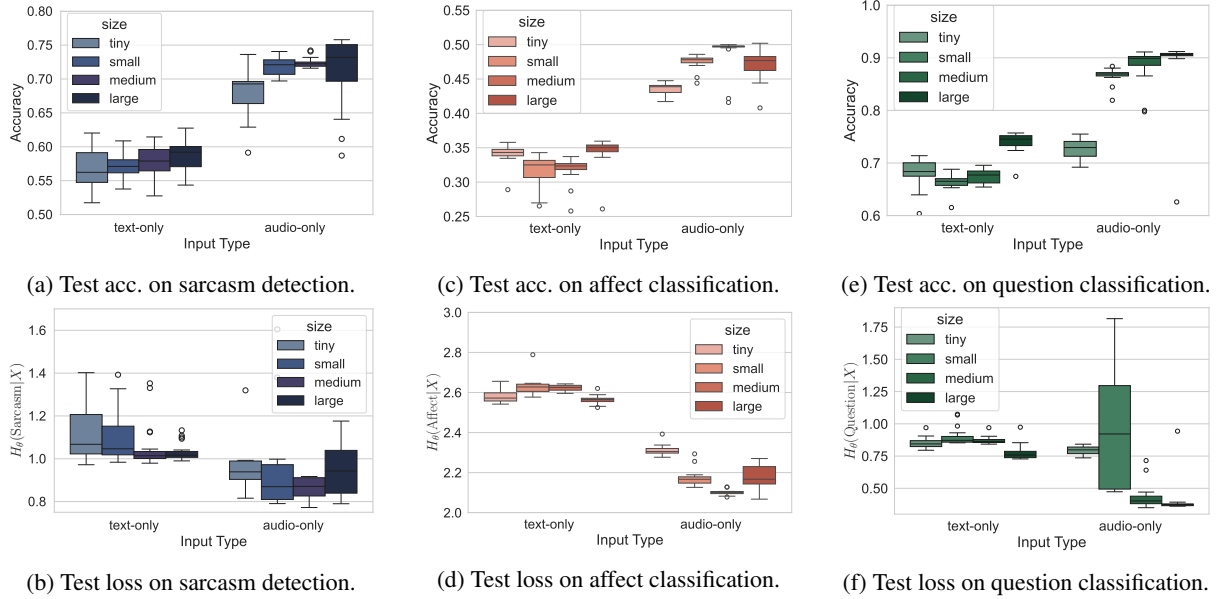 0.80
0.75
0.70
0.65
0.60
0.55
0.50
Accuracy
size
tiny
small
medium
large
text-only
audio-only
Input Type
(a) Test acc. on sarcasm detection.
0.55
0.50
0.45
0.40
0.35
0.30
0.25
Accuracy
size
tiny
small
medium
large
text-only
audio-only
Input Type
(c) Test acc. on affect classification.
1.0
0.9
0.8
0.7
0.6
Accuracy
size
tiny
small
medium
large
text-only
audio-only
Input Type
(e) Test acc. on question classification.
1.6
1.4
1.2
1.0
0.8
H_θ(Sarcasm|X)
size
tiny
small
medium
large
text-only
audio-only
Input Type
(b) Test loss on sarcasm detection.
3.0
2.8
2.6
2.4
2.2
2.0
H_θ(Affect|X)
size
tiny
small
medium
large
text-only
audio-only
Input Type
(d) Test loss on affect classification.
1.75
1.50
1.25
1.00
0.75
0.50
H_θ(Question|X)
size
tiny
small
medium
large
text-only
audio-only
Input Type
(f) Test loss on question classification.